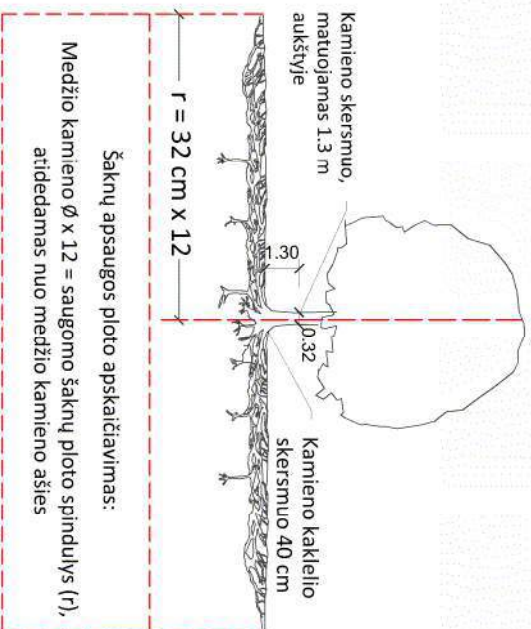 Kamieno skersmuo,
matuojamas 1.3 m
aukštyje
1.30
0.32
Kamieno kaklelio
skersmuo 40 cm
r = 32 cm x 12
Šaknų apsaugos ploto apskaičiavimas:
Medžio kamieno Ø x 12 = saugomo šaknų ploto spindulys (r),
atidedamas nuo medžio kamieno ašies